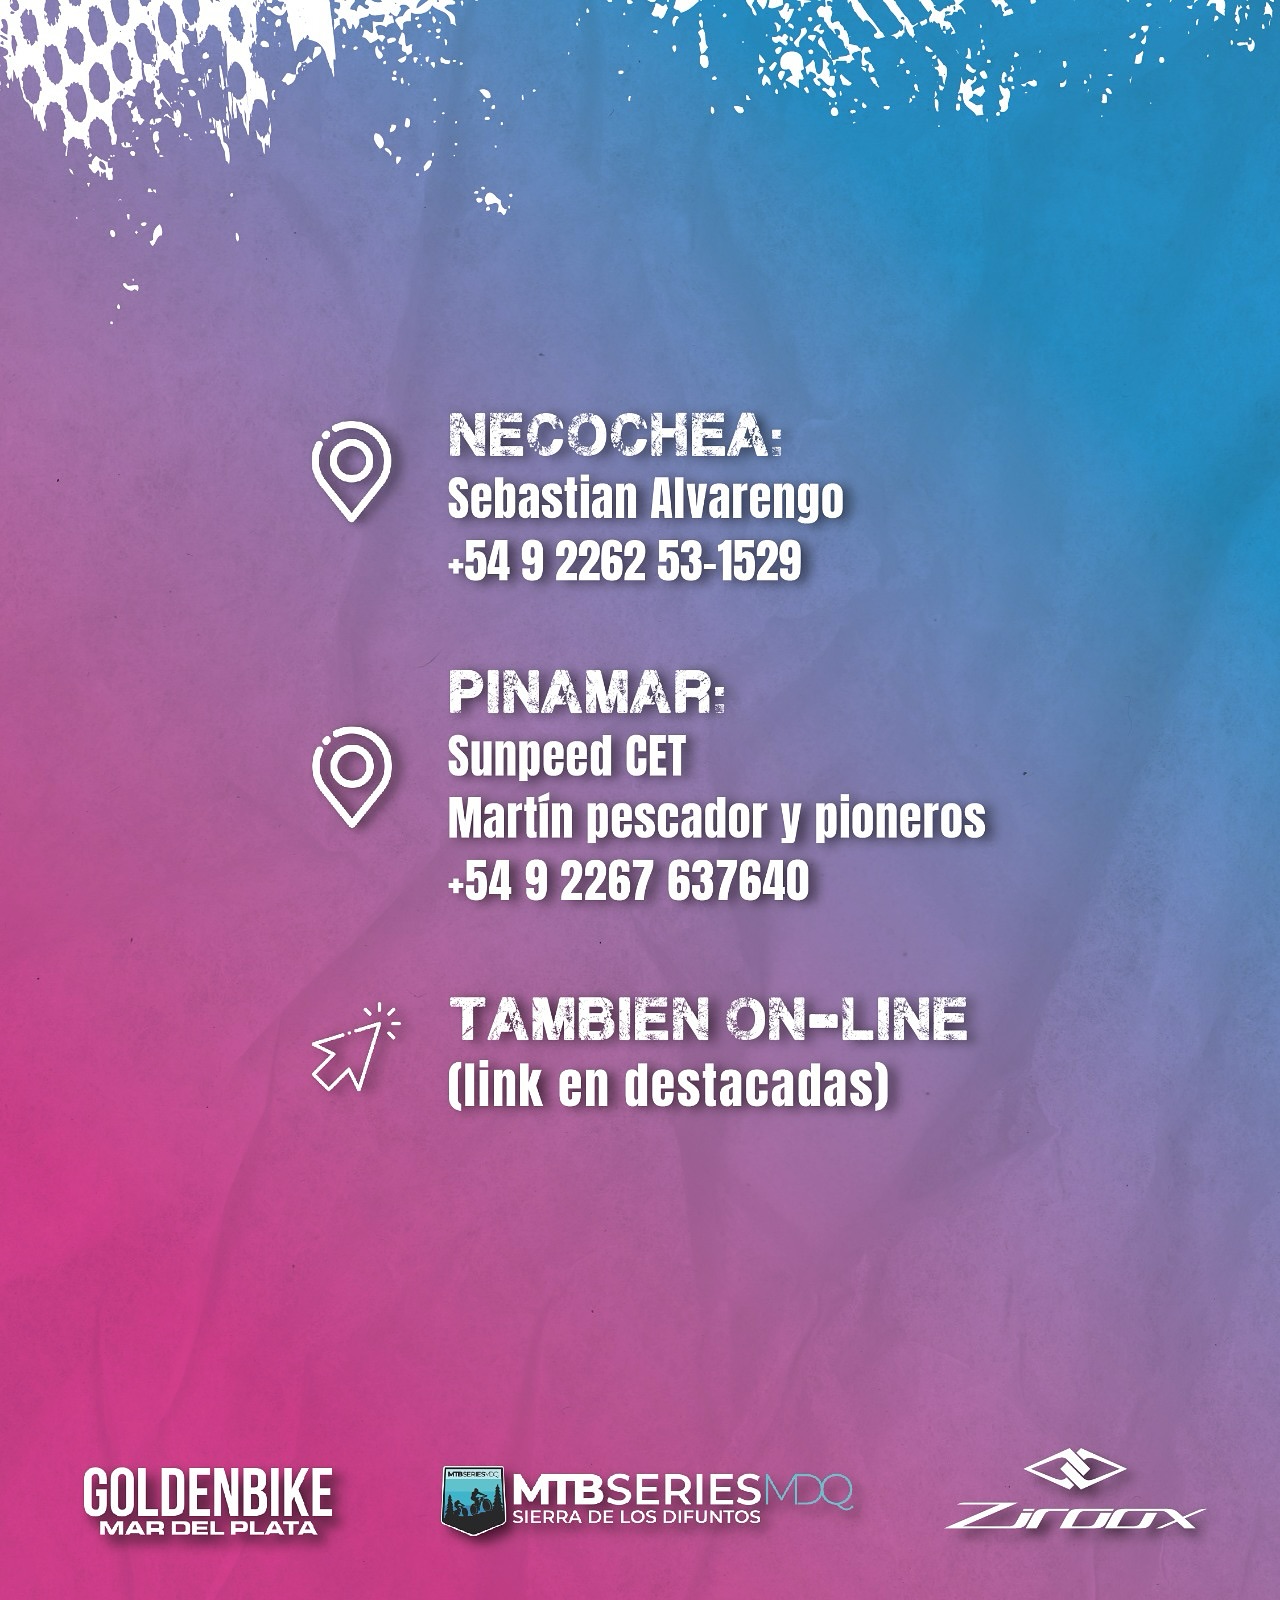 NECOCHEA:
Sebastian Alvarengo
+54 9 2262 53-1529
PINAMAR:
Sunpeed CET
Martín pescador y pioneros
+54 9 2267 637640
TAMBIEN ON-LINE
(link en destacadas)
GOLDENBIKE
MAR DEL PLATA
MTBSERIESMDQ
MTBSERIESMDQ
SIERRA DE LOS DIFUNTOS
Ziroox